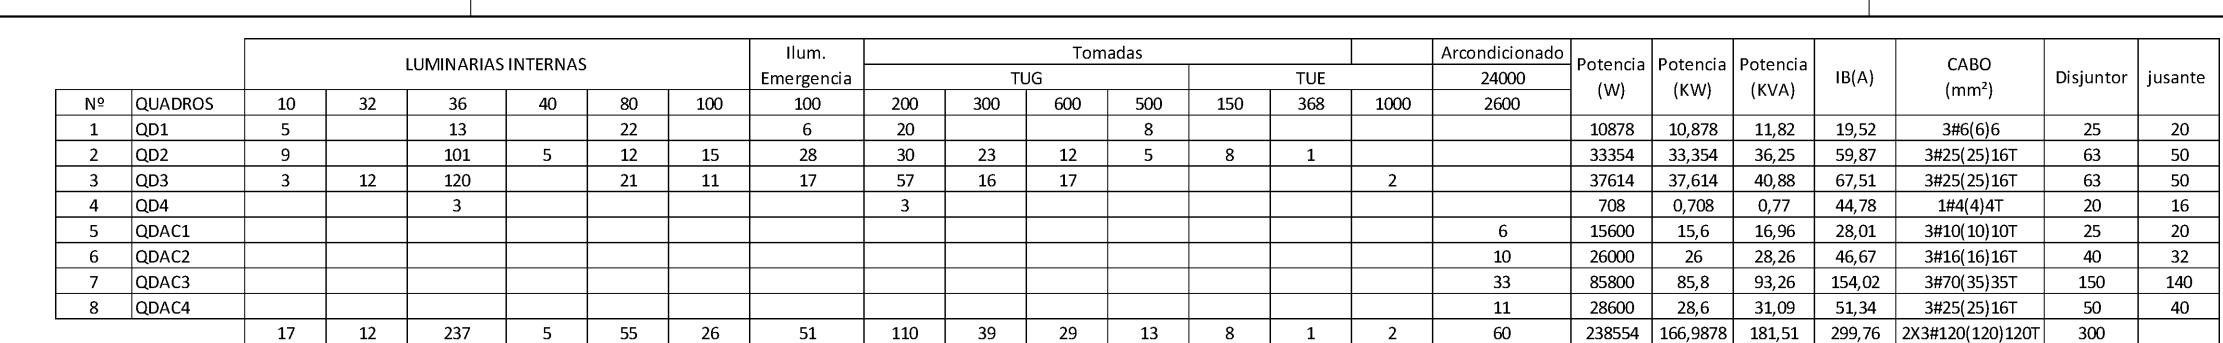 LUMINARIAS INTERNAS Ilum. Emergencia Tomadas Arcondicionado Potencia (W) Potencia (KW) Potencia (KVA) IB(A) CABO (mm²) Disjuntor jusante
TUG TUE 24000
Nº QUADROS 10 32 36 40 80 100 100 200 300 600 500 150 368 1000 2600
1 QD1 5 13 22 6 20 8 10878 10,878 11,82 19,52 3#6(6)6 25 20
2 QD2 9 101 5 12 15 28 30 23 12 5 8 1 33354 33,354 36,25 59,87 3#25(25)16T 63 50
3 QD3 3 12 120 21 11 17 57 16 17 2 37614 37,614 40,88 67,51 3#25(25)16T 63 50
4 QD4 3 3 708 0,708 0,77 44,78 1#4(4)4T 20 16
5 QDAC1 6 15600 15,6 16,96 28,01 3#10(10)10T 25 20
6 QDAC2 10 26000 26 28,26 46,67 3#16(16)16T 40 32
7 QDAC3 33 85800 85,8 93,26 154,02 3#70(35)35T 150 140
8 QDAC4 11 28600 28,6 31,09 51,34 3#25(25)16T 50 40
17 12 237 5 55 26 51 110 39 29 13 8 1 2 60 238554 166,9878 181,51 299,76 2X3#120(120)120T 300